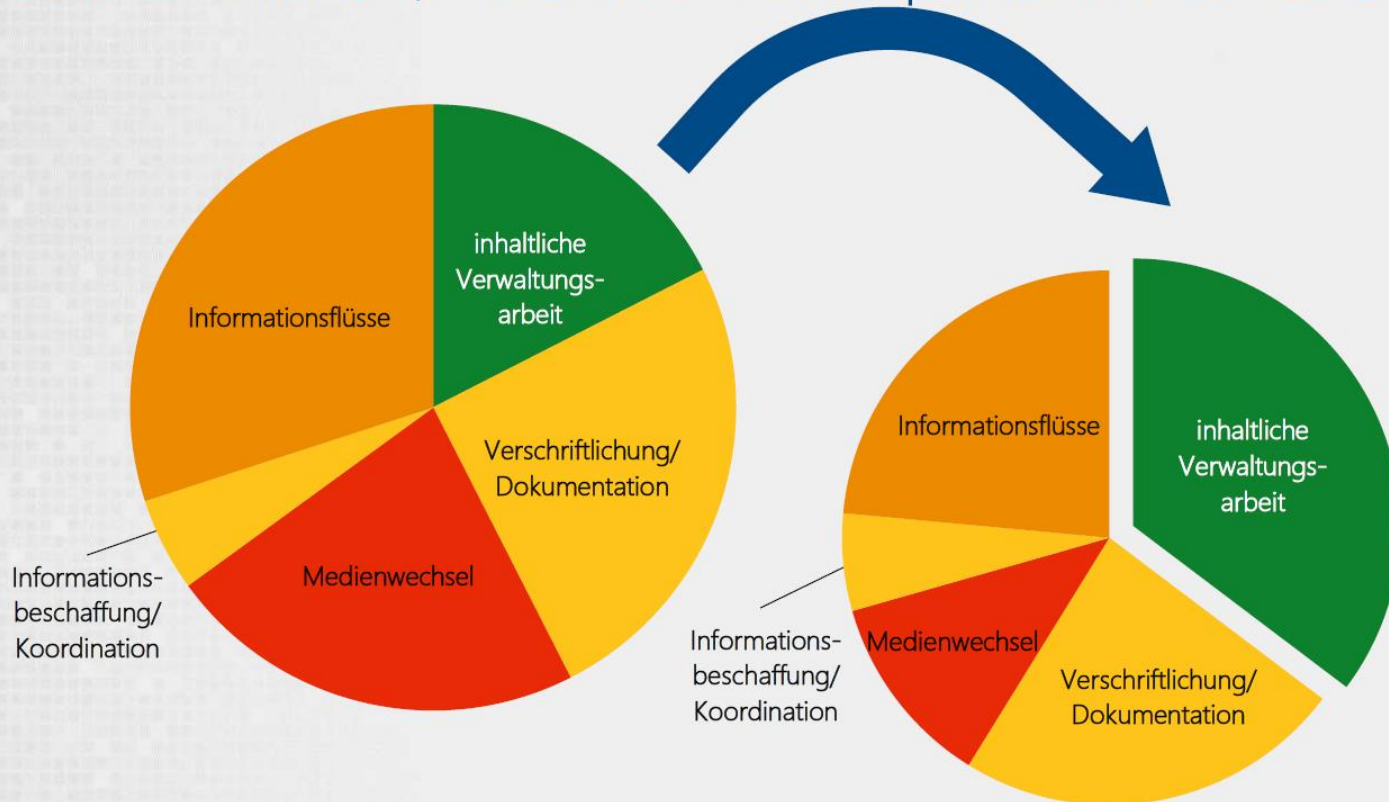 inhaltliche
Verwaltungs-
arbeit
Informationsflüsse
Verschriftlichung/
Dokumentation
Medienwechsel
Informations-
beschaffung/
Koordination
inhaltliche
Verwaltungs-
arbeit
Informationsflüsse
Medienwechsel
Informations-
beschaffung/
Koordination
Verschriftlichung/
Dokumentation